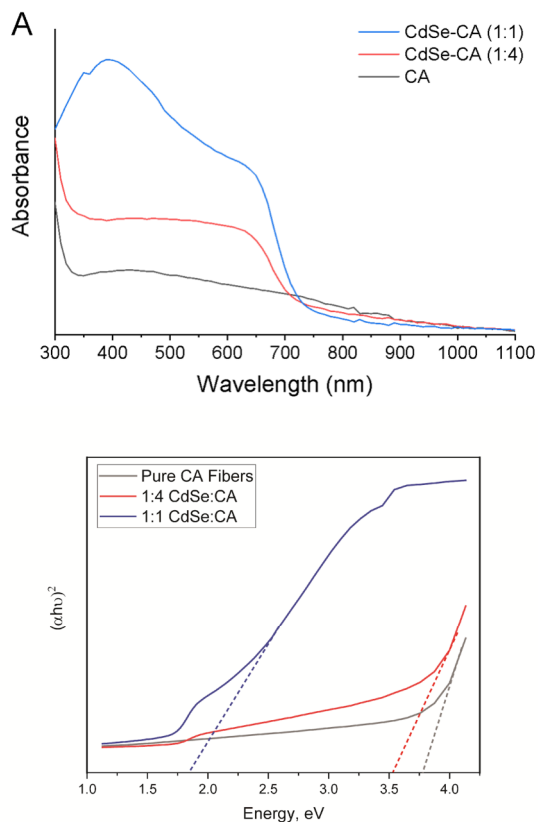 A
CdSe-CA (1:1)
CdSe-CA (1:4)
CA
Absorbance
300 400 500 600 700 800 900 1000 1100
Wavelength (nm)
Pure CA Fibers
1:4 CdSe:CA
1:1 CdSe:CA
(αhυ)²
1.0 1.5 2.0 2.5 3.0 3.5 4.0
Energy, eV